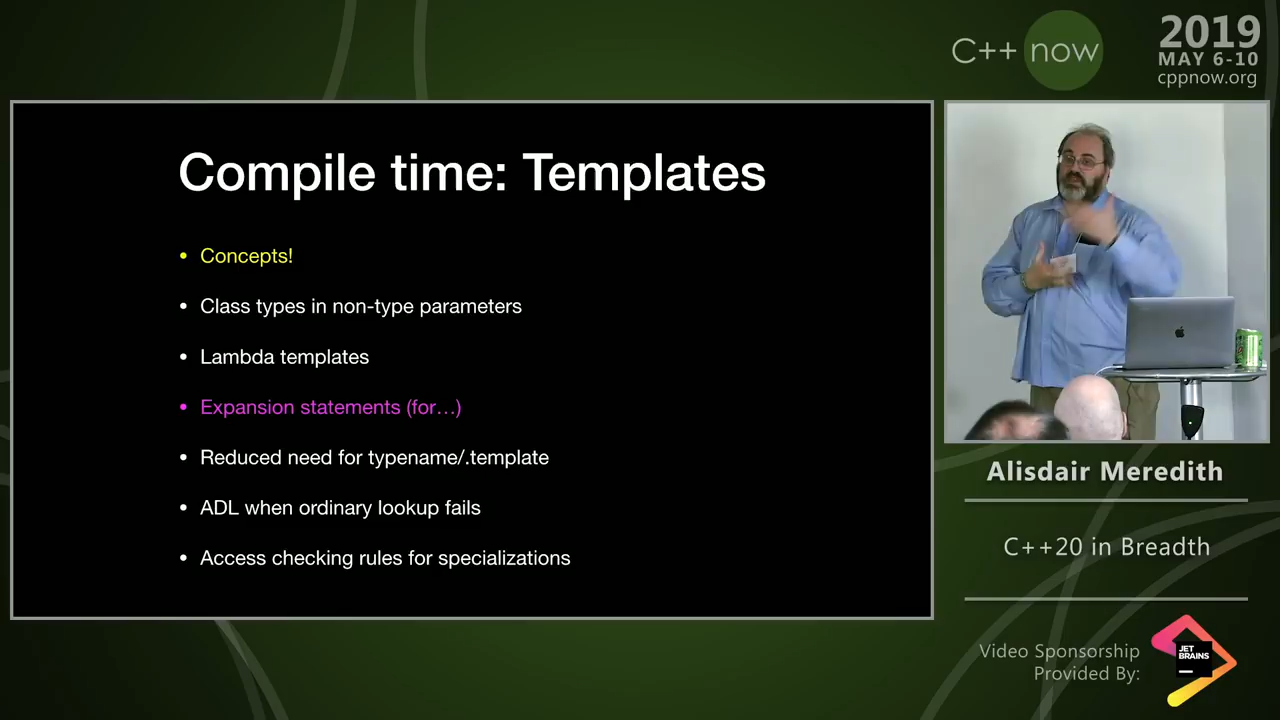 C++ now
2019
MAY 6-10
cppnow.org
Compile time: Templates
• Concepts!
• Class types in non-type parameters
• Lambda templates
• Expansion statements (for…)
• Reduced need for typename/.template
• ADL when ordinary lookup fails
• Access checking rules for specializations
Alisdair Meredith
C++20 in Breadth
Video Sponsorship
Provided By:
JET
BRAINS